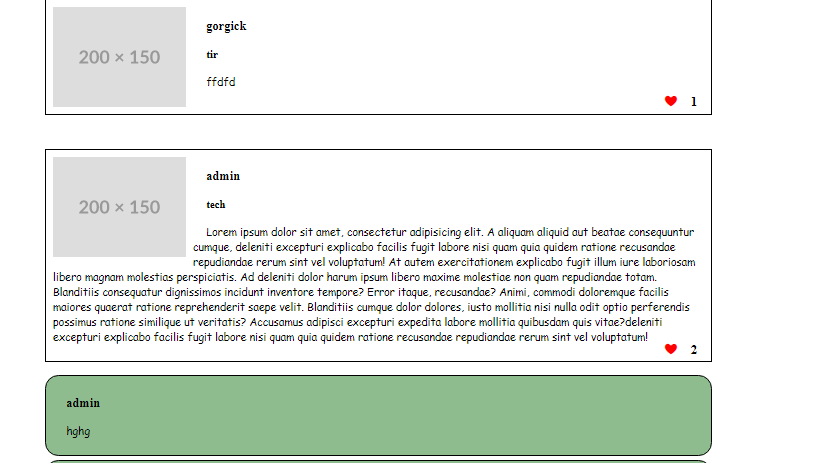 200 × 150
gorgick
tir
ffdfd
1
200 × 150
admin
tech
Lorem ipsum dolor sit amet, consectetur adipisicing elit. A aliquam aliquid aut beatae consequuntur
cumque, deleniti excepturi explicabo facilis fugit labore nisi quam quia quidem ratione recusandae
repudiandae rerum sint vel voluptatum! At autem exercitationem explicabo fugit illum iure laboriosam
libero magnam molestias perspiciatis. Ad deleniti dolor harum ipsum libero maxime molestiae non quam repudiandae totam.
Blanditiis consequatur dignissimos incidunt inventore tempore? Error itaque, recusandae? Animi, commodi doloremque facilis
maiores quaerat ratione reprehenderit saepe velit. Blanditiis cumque dolor dolores, iusto mollitia nisi nulla odit optio perferendis
possimus ratione similique ut veritatis? Accusamus adipisci excepturi expedita labore mollitia quibusdam quis vitae?deleniti
excepturi explicabo facilis fugit labore nisi quam quia quidem ratione recusandae repudiandae rerum sint vel voluptatum!
2
admin
hghg